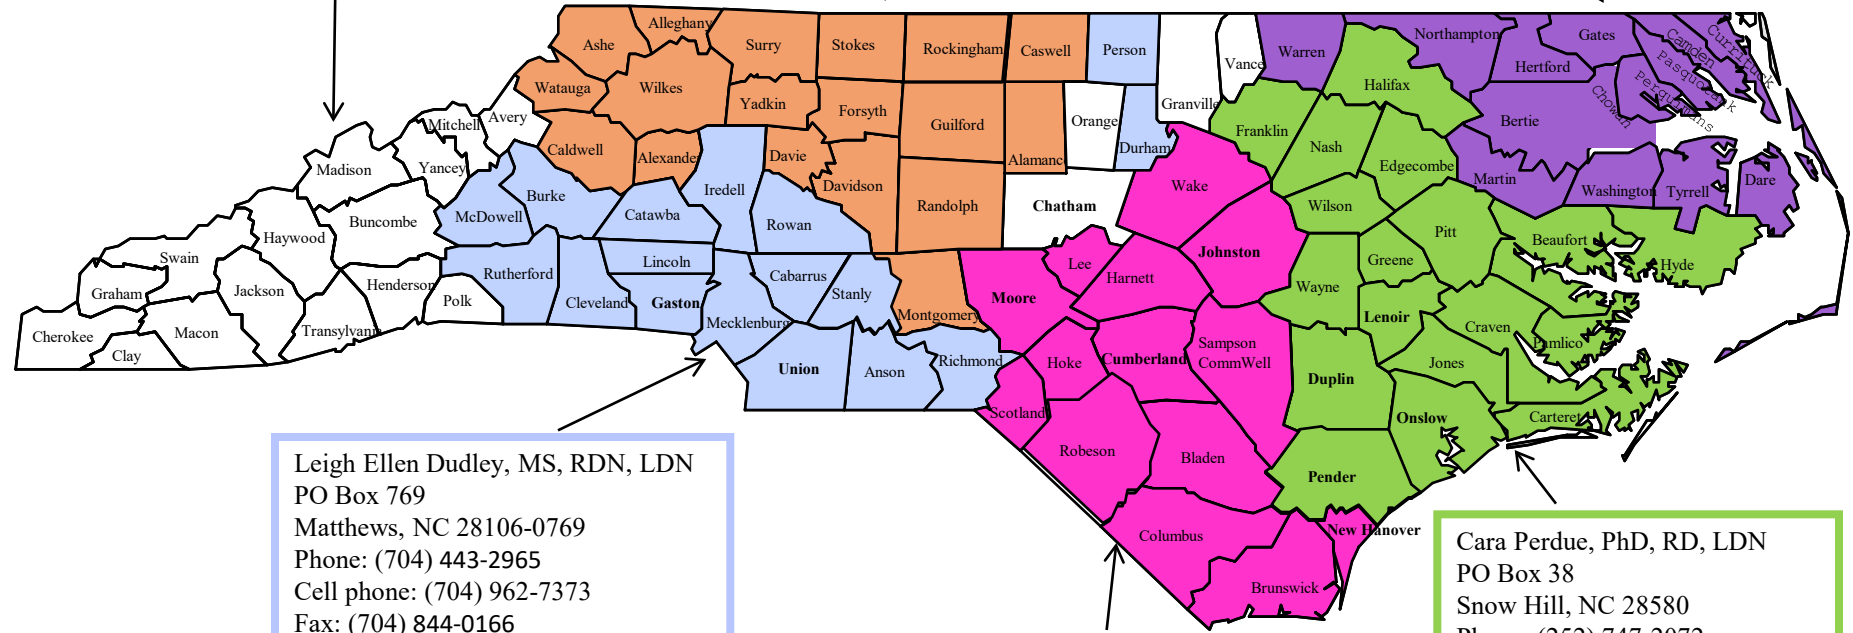 Alleghany
Ashe
Surry
Stokes
Rockingham
Caswell
Person
Vance
Warren
Northampton
Gates
Camden
Currituck
Pasquotank
Perquimans
Chowan
Hertford
Halifax
Granville
Watauga
Wilkes
Yadkin
Forsyth
Guilford
Alamanc
Orange
Durham
Franklin
Nash
Edgecombe
Bertie
Martin
Washington
Tyrrell
Dare
Mitchell
Avery
Yancey
Madison
Caldwell
Alexande
Davie
Davidson
Randolph
Chatham
Wake
Wilson
Pitt
Beaufort
Hyde
Buncombe
McDowell
Burke
Catawba
Iredell
Rowan
Haywood
Swain
Graham
Jackson
Henderson
Polk
Rutherford
Cleveland
Lincoln
Gaston
Cabarrus
Stanly
Montgomery
Moore
Lee
Harnett
Johnston
Greene
Wayne
Lenoir
Craven
Pamlico
Cherokee
Clay
Macon
Transylvani
Mecklenburg
Union
Anson
Richmond
Hoke
Cumberland
Sampson
CommWell
Duplin
Jones
Onslow
Carteret
Scotland
Robeson
Bladen
Pender
Columbus
New Hanover
Brunswick
Leigh Ellen Dudley, MS, RDN, LDN
PO Box 769
Matthews, NC 28106-0769
Phone: (704) 443-2965
Cell phone: (704) 962-7373
Fax: (704) 844-0166
Cara Perdue, PhD, RD, LDN
PO Box 38
Snow Hill, NC 28580
Phone: (252) 747-2072